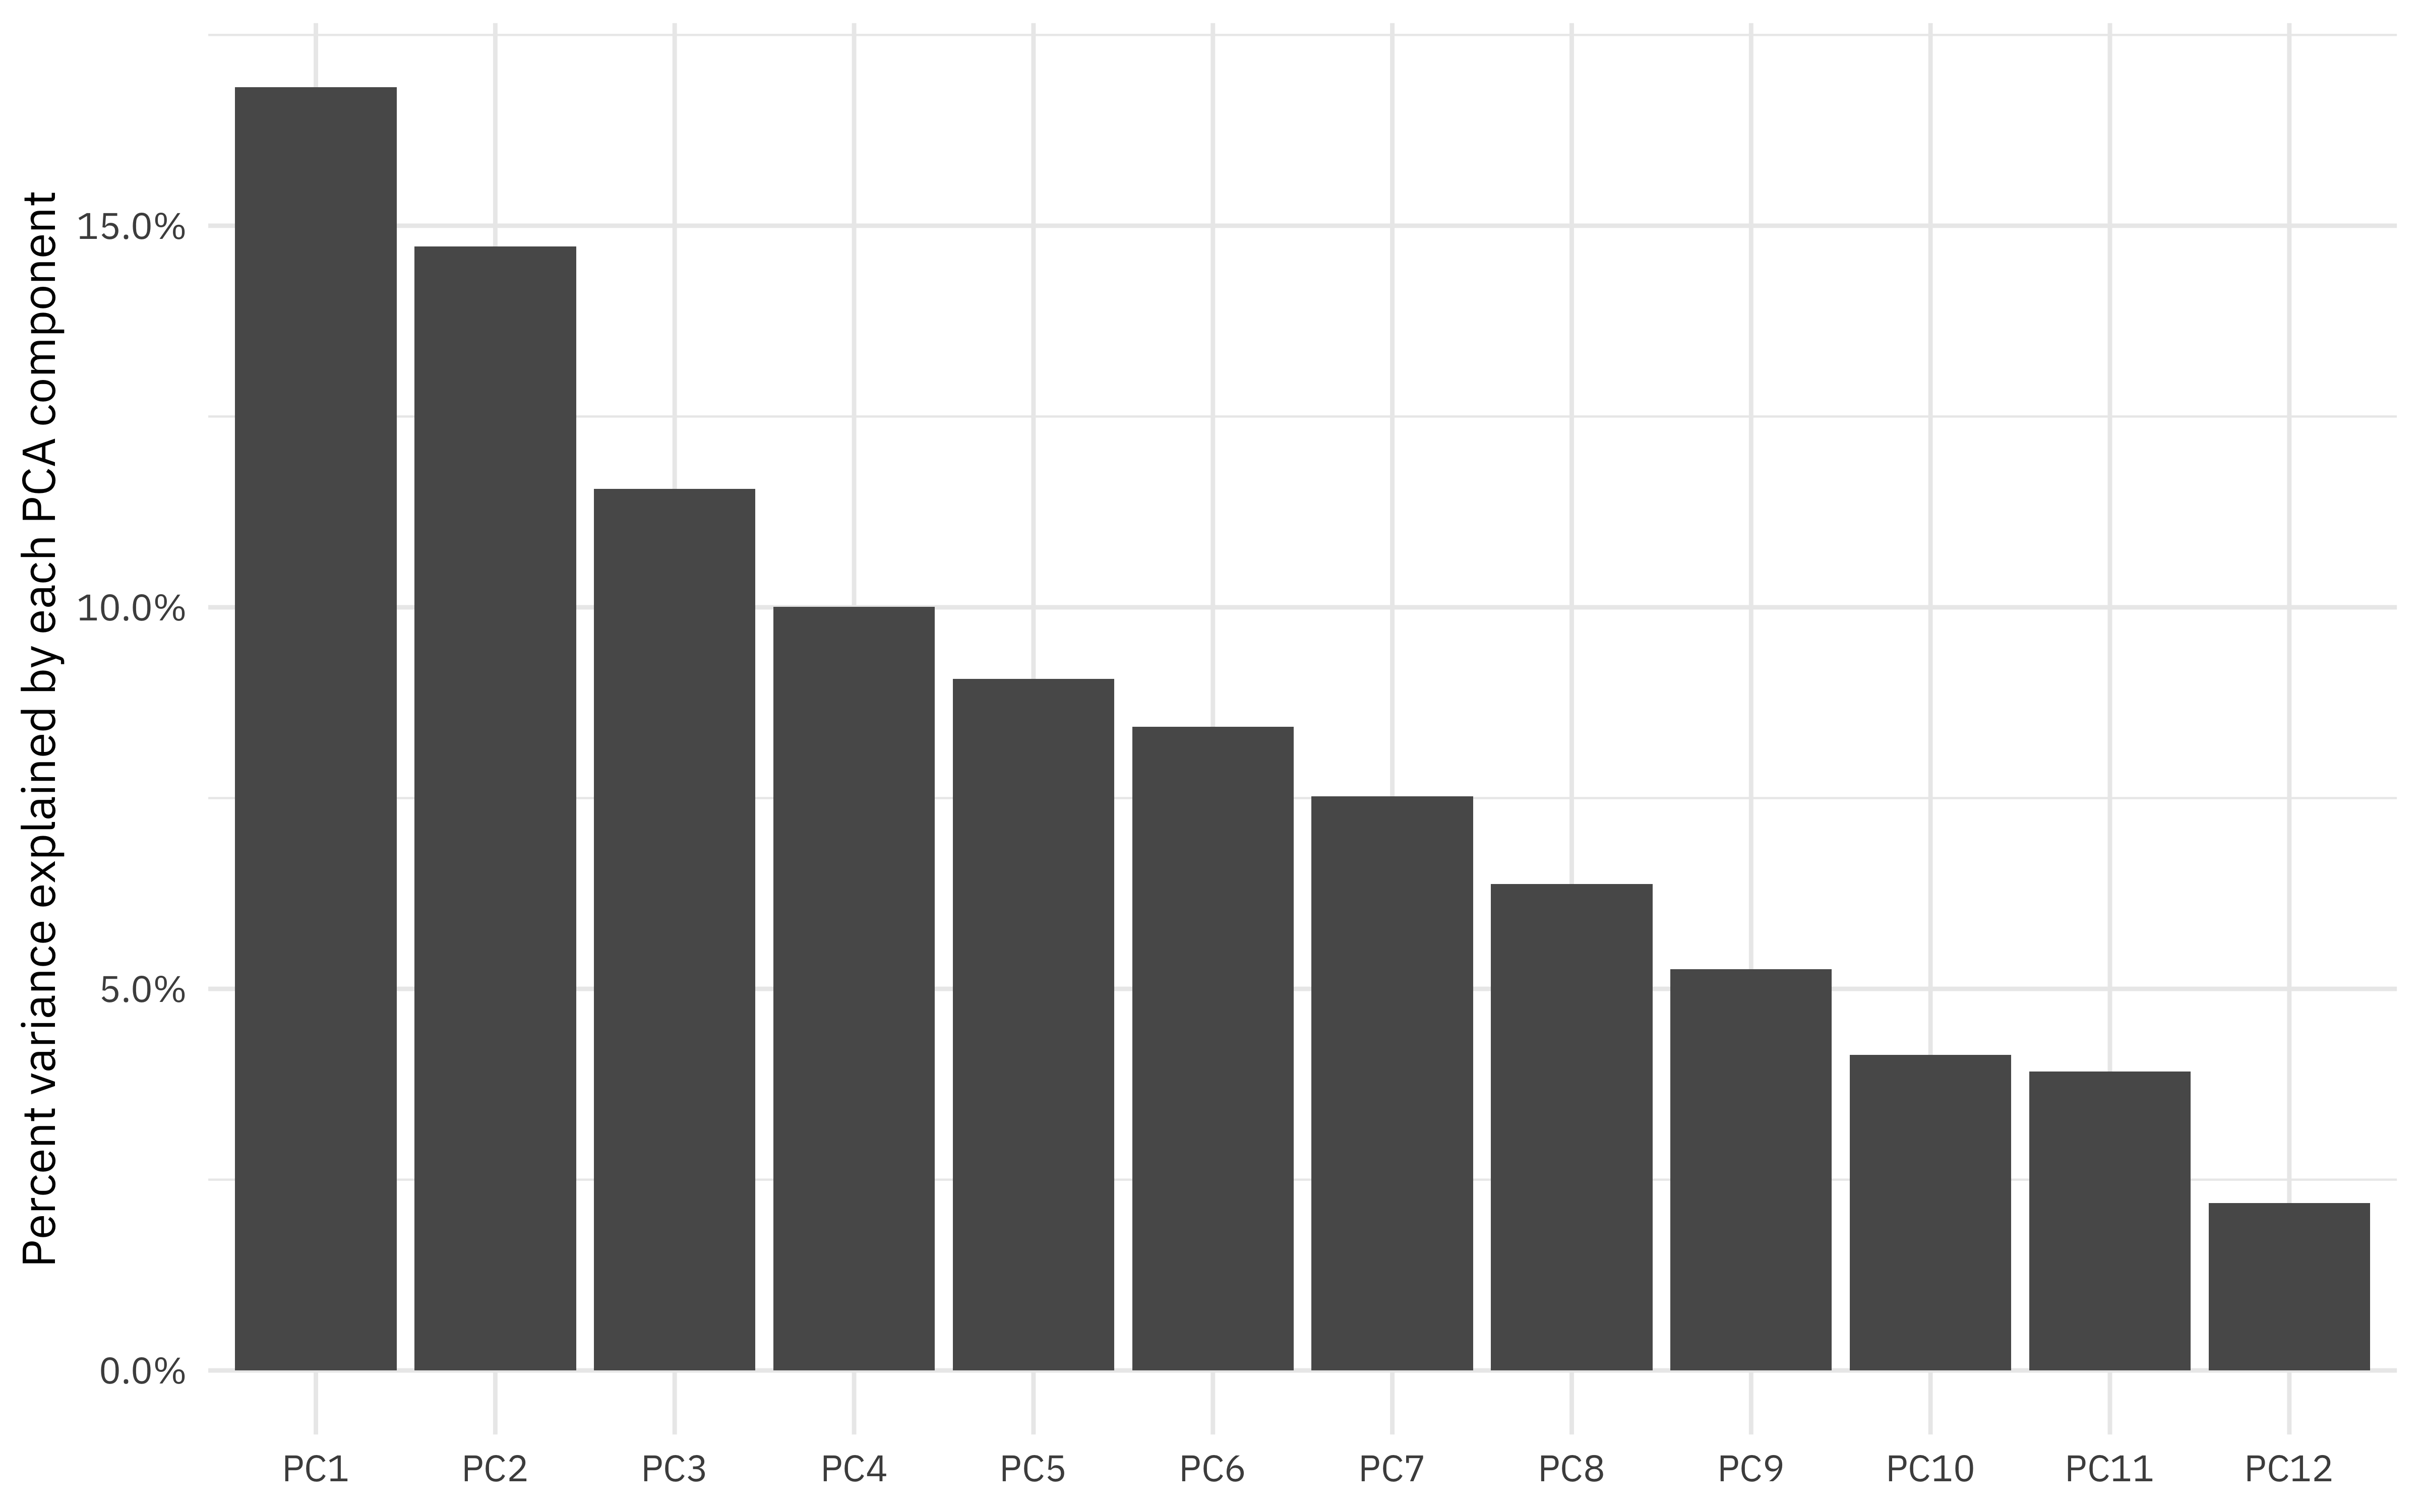 Percent variance explained by each PCA component
15.0%
10.0%
5.0%
0.0%
PC1 PC2 PC3 PC4 PC5 PC6 PC7 PC8 PC9 PC10 PC11 PC12